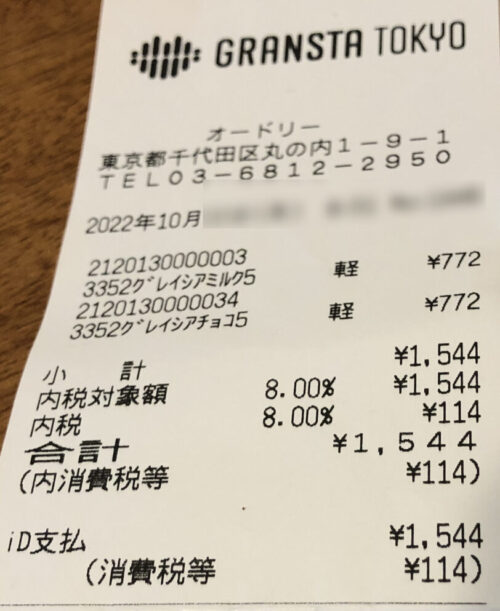 GRANSTA TOKYO
オードリー
東京都千代田区丸の内1-9-1
TEL03-6812-2950
2022年10月
2120130000003
3352グレイシアミルク5 軽 ¥772
2120130000034
3352グレイシアチョコ5 軽 ¥772
小 計 ¥1,544
内税対象額 8.00% ¥1,544
内税 8.00% ¥114
合計 ¥1,544
(内消費税等 ¥114)
iD支払 ¥1,544
(消費税等 ¥114)